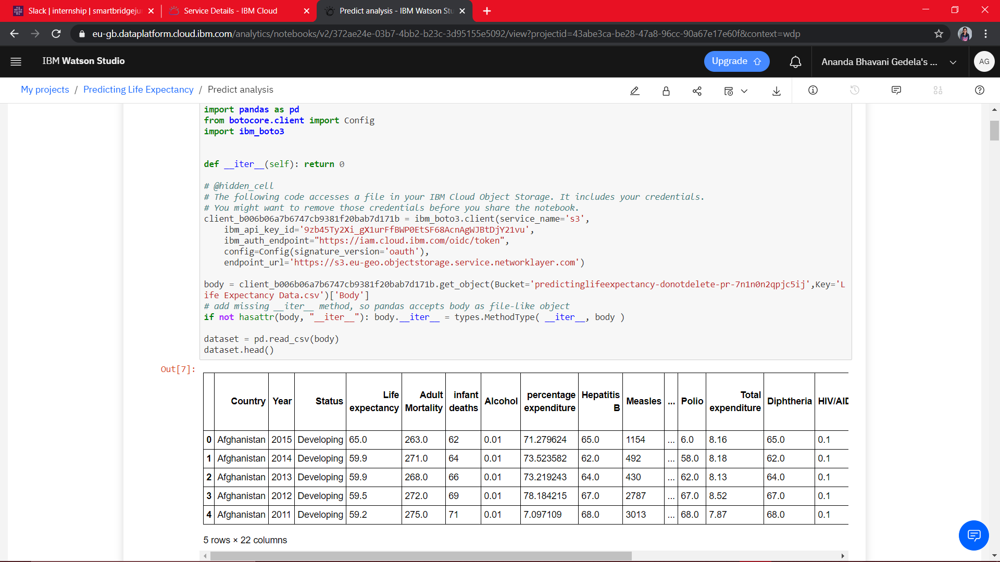 Slack | internship | smartbridgeju
Service Details - IBM Cloud
Predict analysis - IBM Watson Stu
eu-gb.dataplatform.cloud.ibm.com/analytics/notebooks/v2/372ae24e-03b7-4bb2-b23c-3d95155e5092/view?projectid=43abe3ca-be28-47a8-96cc-90a67e17e60f&context=wdp
IBM Watson Studio
Upgrade
Ananda Bhavani Gedela's ...
AG
My projects / Predicting Life Expectancy / Predict analysis
import pandas as pd
from botocore.client import Config
import ibm_boto3
def __iter__(self): return 0
# @hidden_cell
# The following code accesses a file in your IBM Cloud Object Storage. It includes your credentials.
# You might want to remove those credentials before you share the notebook.
client_b006b06a7b6747cb9381f20bab7d171b = ibm_boto3.client(service_name='s3',
ibm_api_key_id='9zb45Ty2Xi_gX1urFfBWP0EtSF68AcnAgWJBtDjY21vu',
ibm_auth_endpoint="https://iam.cloud.ibm.com/oidc/token",
config=Config(signature_version='oauth'),
endpoint_url='https://s3.eu-geo.objectstorage.service.networklayer.com')
body = client_b006b06a7b6747cb9381f20bab7d171b.get_object(Bucket='predictinglifeexpectancy-donotdelete-pr-7n1n0n2qpjc5ij',Key='L
ife Expectancy Data.csv')['Body']
# add missing __iter__ method, so pandas accepts body as file-like object
if not hasattr(body, "__iter__"): body.__iter__ = types.MethodType( __iter__, body )
dataset = pd.read_csv(body)
dataset.head()
Out[7]:
Country Year Status Life expectancy Adult Mortality infant deaths Alcohol percentage expenditure Hepatitis B Measles ... Polio Total expenditure Diphtheria HIV/AID
0 Afghanistan 2015 Developing 65.0 263.0 62 0.01 71.279624 65.0 1154 ... 6.0 8.16 65.0 0.1
1 Afghanistan 2014 Developing 59.9 271.0 64 0.01 73.523582 62.0 492 ... 58.0 8.18 62.0 0.1
2 Afghanistan 2013 Developing 59.9 268.0 66 0.01 73.219243 64.0 430 ... 62.0 8.13 64.0 0.1
3 Afghanistan 2012 Developing 59.5 272.0 69 0.01 78.184215 67.0 2787 ... 67.0 8.52 67.0 0.1
4 Afghanistan 2011 Developing 59.2 275.0 71 0.01 7.097109 68.0 3013 ... 68.0 7.87 68.0 0.1
5 rows × 22 columns